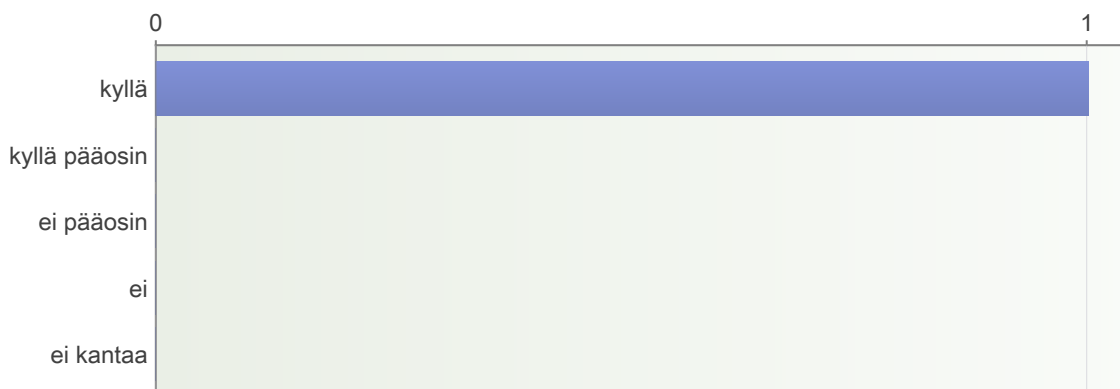 0 1
kyllä
kyllä pääosin
ei pääosin
ei
ei kantaa